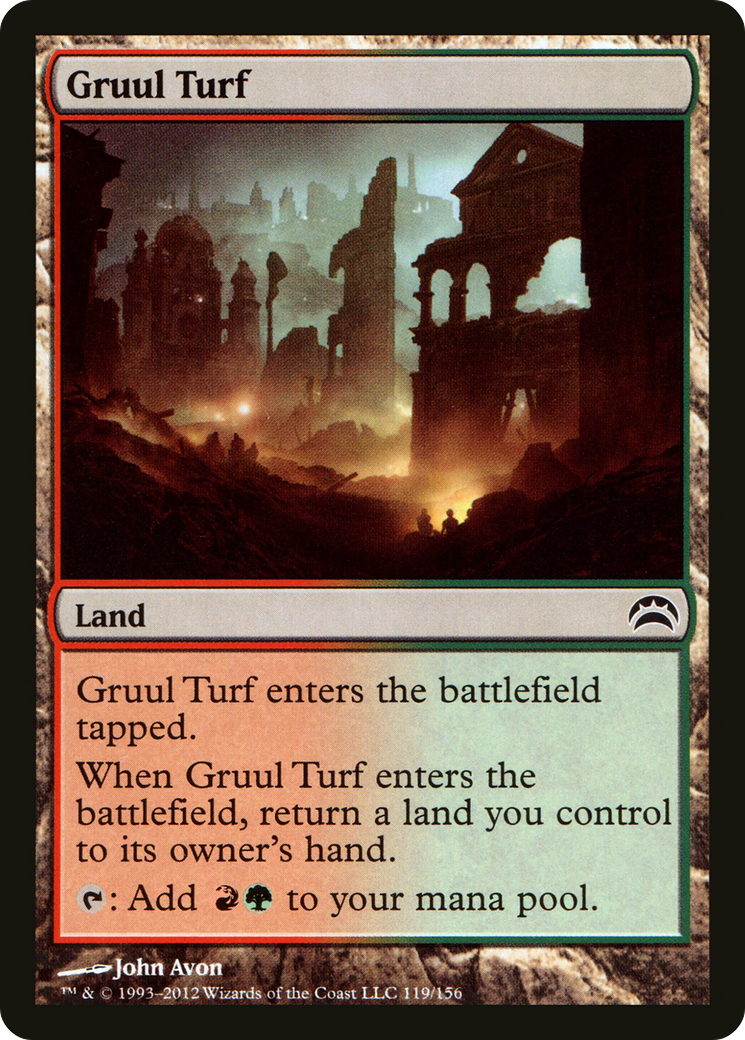 Gruul Turf
Land
Gruul Turf enters the battlefield
tapped.
When Gruul Turf enters the
battlefield, return a land you control
to its owner's hand.
: Add to your mana pool.
John Avon
™ & © 1993–2012 Wizards of the Coast LLC 119/156